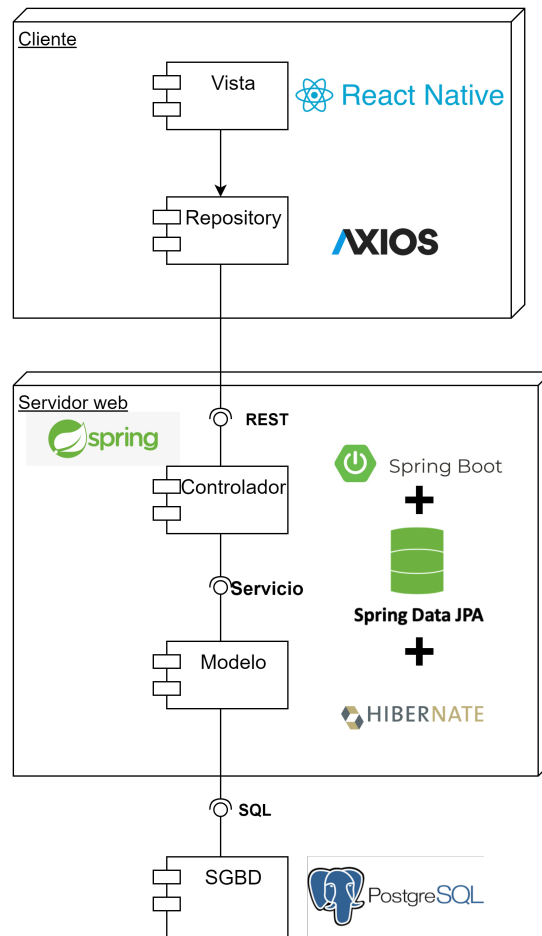 Cliente
Vista
React Native
Repository
AXIOS
Servidor web
spring
REST
Controlador
Spring Boot
Servicio
Spring Data JPA
Modelo
HIBERNATE
SQL
SGBD
PostgreSQL